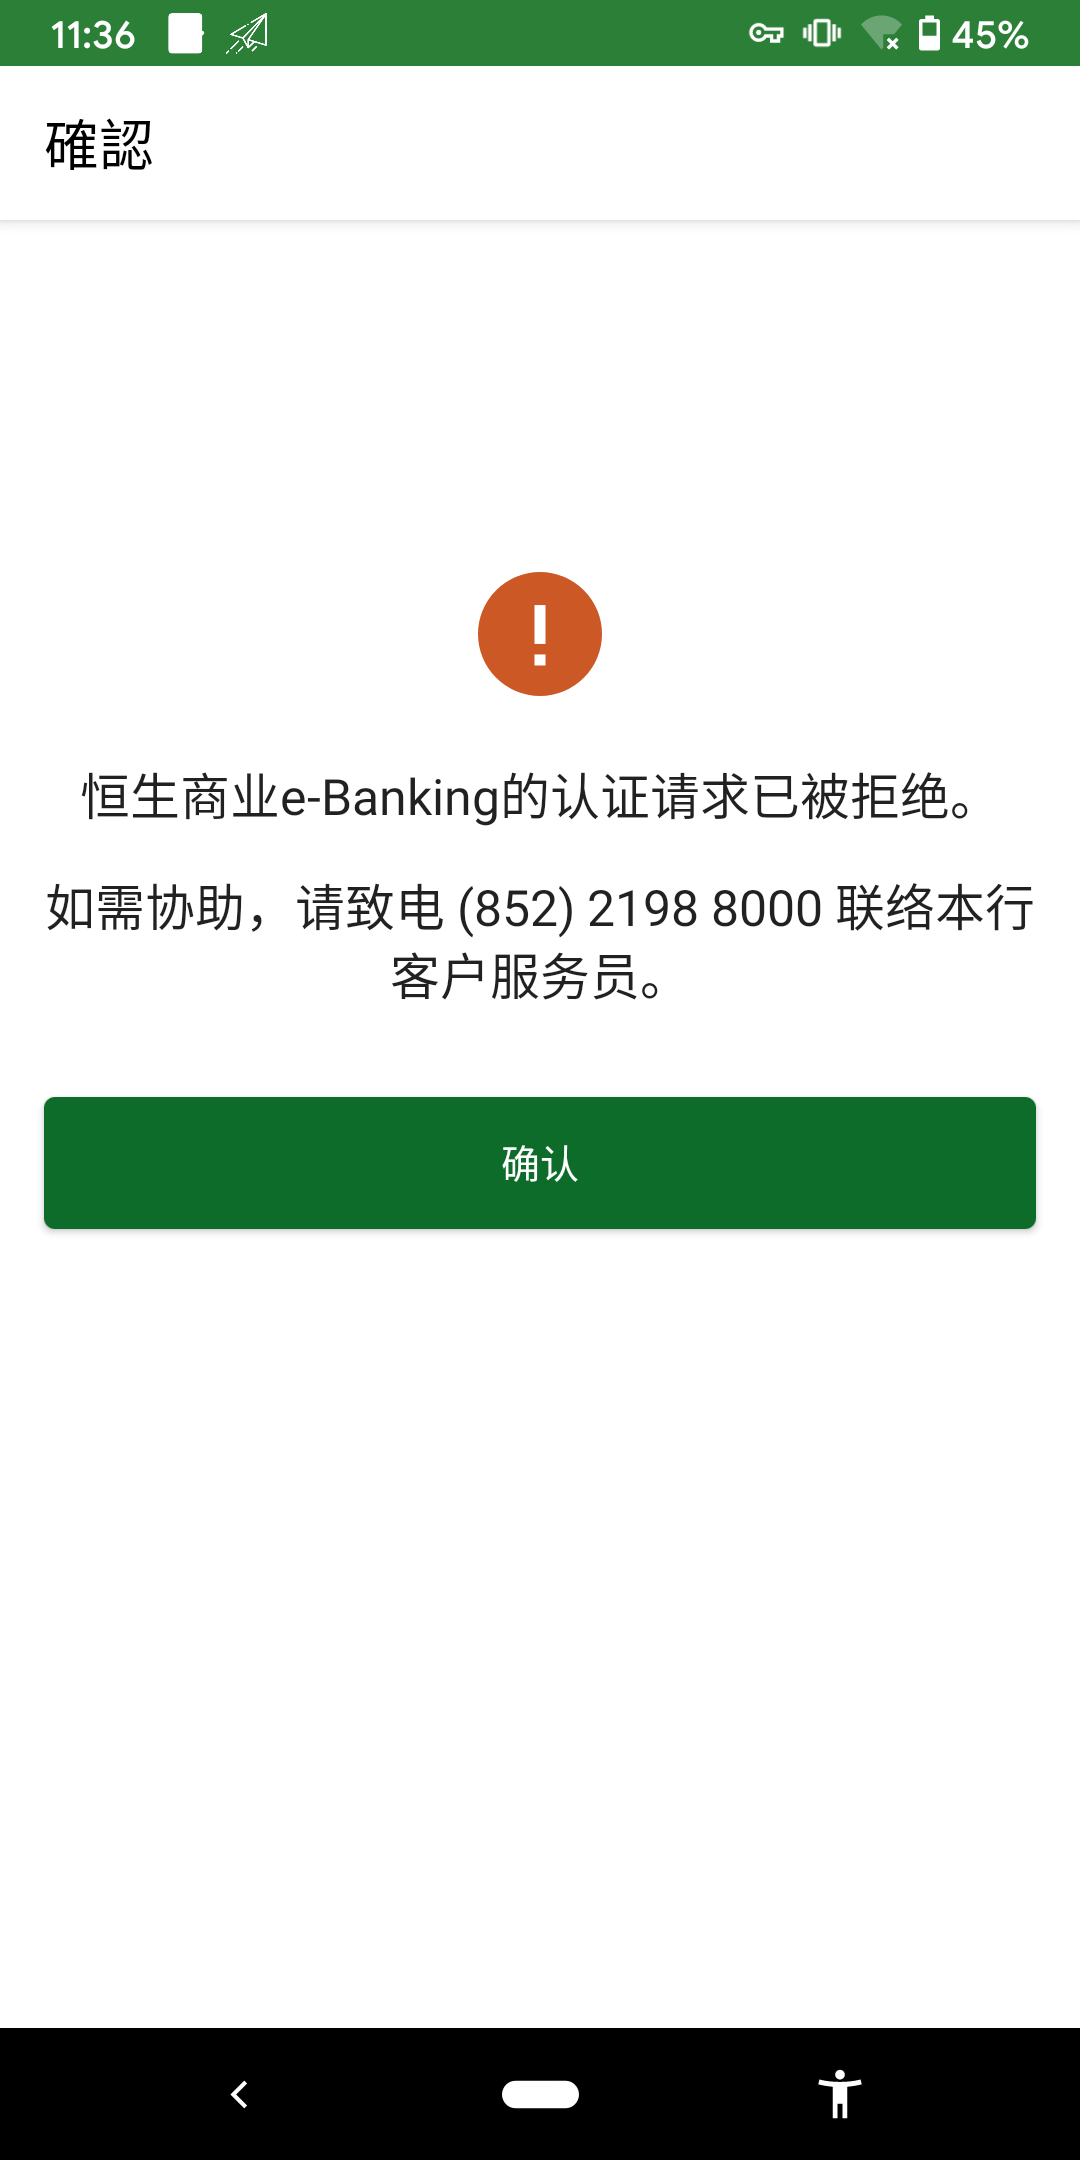 11:36
45%
確認
恒生商业e-Banking的认证请求已被拒绝。
如需协助，请致电 (852) 2198 8000 联络本行
客户服务员。
确认